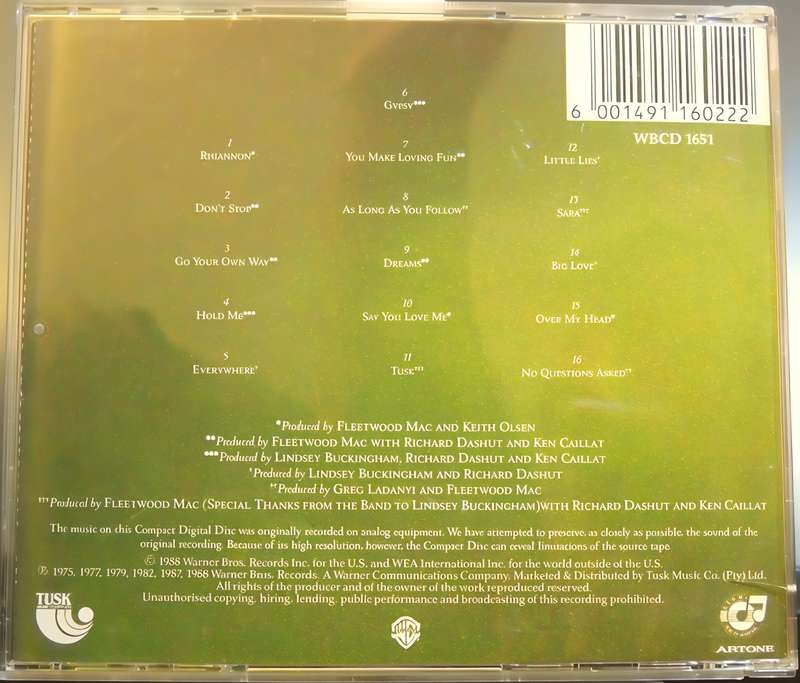 6 001491 160222
WBCD 1651
1
RHIANNON*
2
DON'T STOP**
3
GO YOUR OWN WAY**
4
HOLD ME***
5
EVERYWHERE†
6
GYPSY***
7
YOU MAKE LOVING FUN**
8
AS LONG AS YOU FOLLOW††
9
DREAMS**
10
SAY YOU LOVE ME*
11
TUSK†††
12
LITTLE LIES†
13
SARA†††
14
BIG LOVE†
15
OVER MY HEAD*
16
NO QUESTIONS ASKED††
*Produced by FLEETWOOD MAC AND KEITH OLSEN
**Produced by FLEETWOOD MAC WITH RICHARD DASHUT AND KEN CAILLAT
***Produced by LINDSEY BUCKINGHAM, RICHARD DASHUT AND KEN CAILLAT
†Produced by LINDSEY BUCKINGHAM AND RICHARD DASHUT
††Produced by GREG LADANYI AND FLEETWOOD MAC
†††Produced by FLEETWOOD MAC (SPECIAL THANKS FROM THE BAND TO LINDSEY BUCKINGHAM)WITH RICHARD DASHUT AND KEN CAILLAT
The music on this Compact Digital Disc was originally recorded on analog equipment. We have attempted to preserve, as closely as possible, the sound of the
original recording. Because of its high resolution, however, the Compact Disc can reveal limitations of the source tape
© 1988 Warner Bros. Records Inc. for the U.S. and WEA International Inc. for the world outside of the U.S.
℗ 1975, 1977, 1979, 1982, 1987, 1988 Warner Bros. Records. A Warner Communications Company. Marketed & Distributed by Tusk Music Co. (Pty) Ltd.
All rights of the producer and of the owner of the work reproduced reserved.
Unauthorised copying, hiring, lending, public performance and broadcasting of this recording prohibited.
TUSK
ARTONE